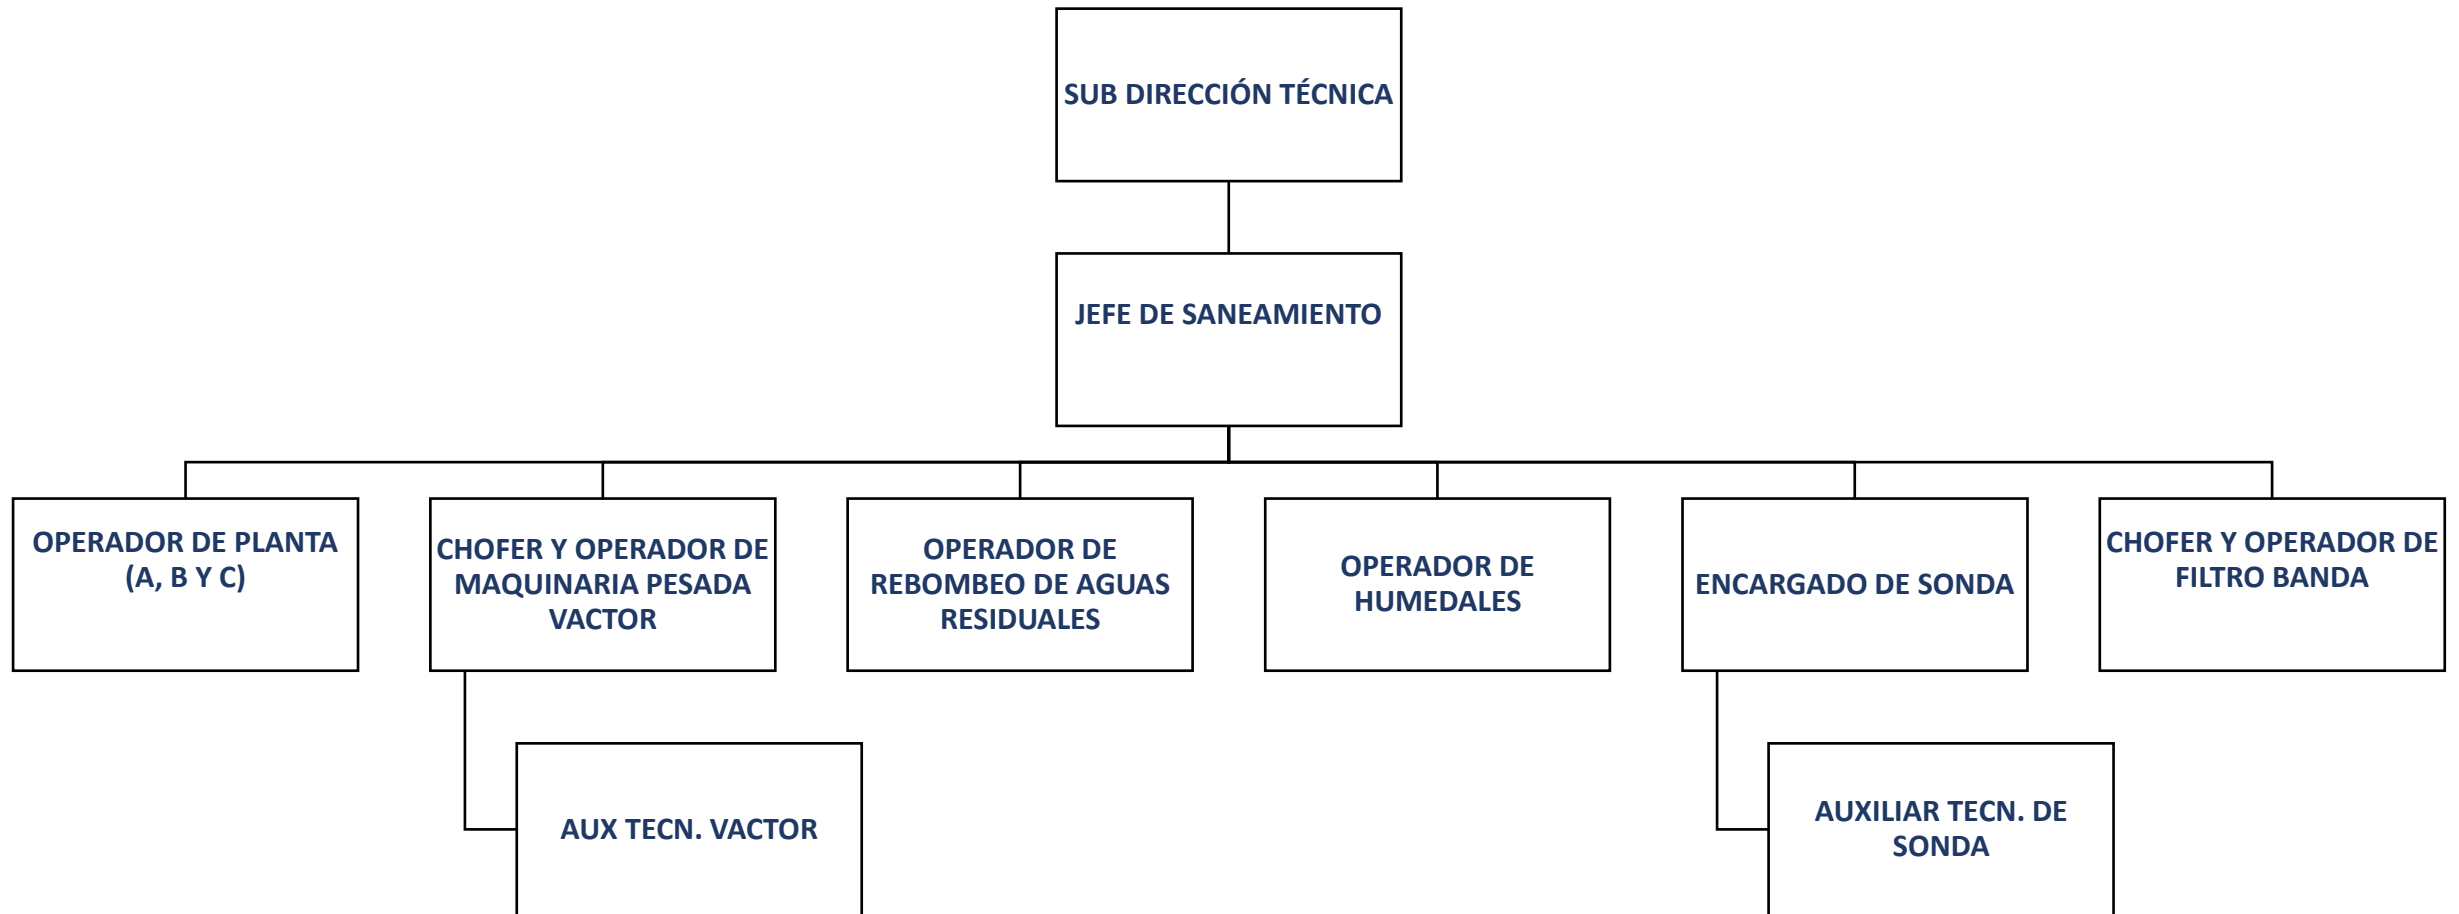 SUB DIRECCIÓN TÉCNICA
JEFE DE SANEAMIENTO
OPERADOR DE PLANTA
(A, B Y C)
CHOFER Y OPERADOR DE
MAQUINARIA PESADA
VACTOR
OPERADOR DE
REBOMBEO DE AGUAS
RESIDUALES
OPERADOR DE
HUMEDALES
ENCARGADO DE SONDA
CHOFER Y OPERADOR DE
FILTRO BANDA
AUX TECN. VACTOR
AUXILIAR TECN. DE
SONDA